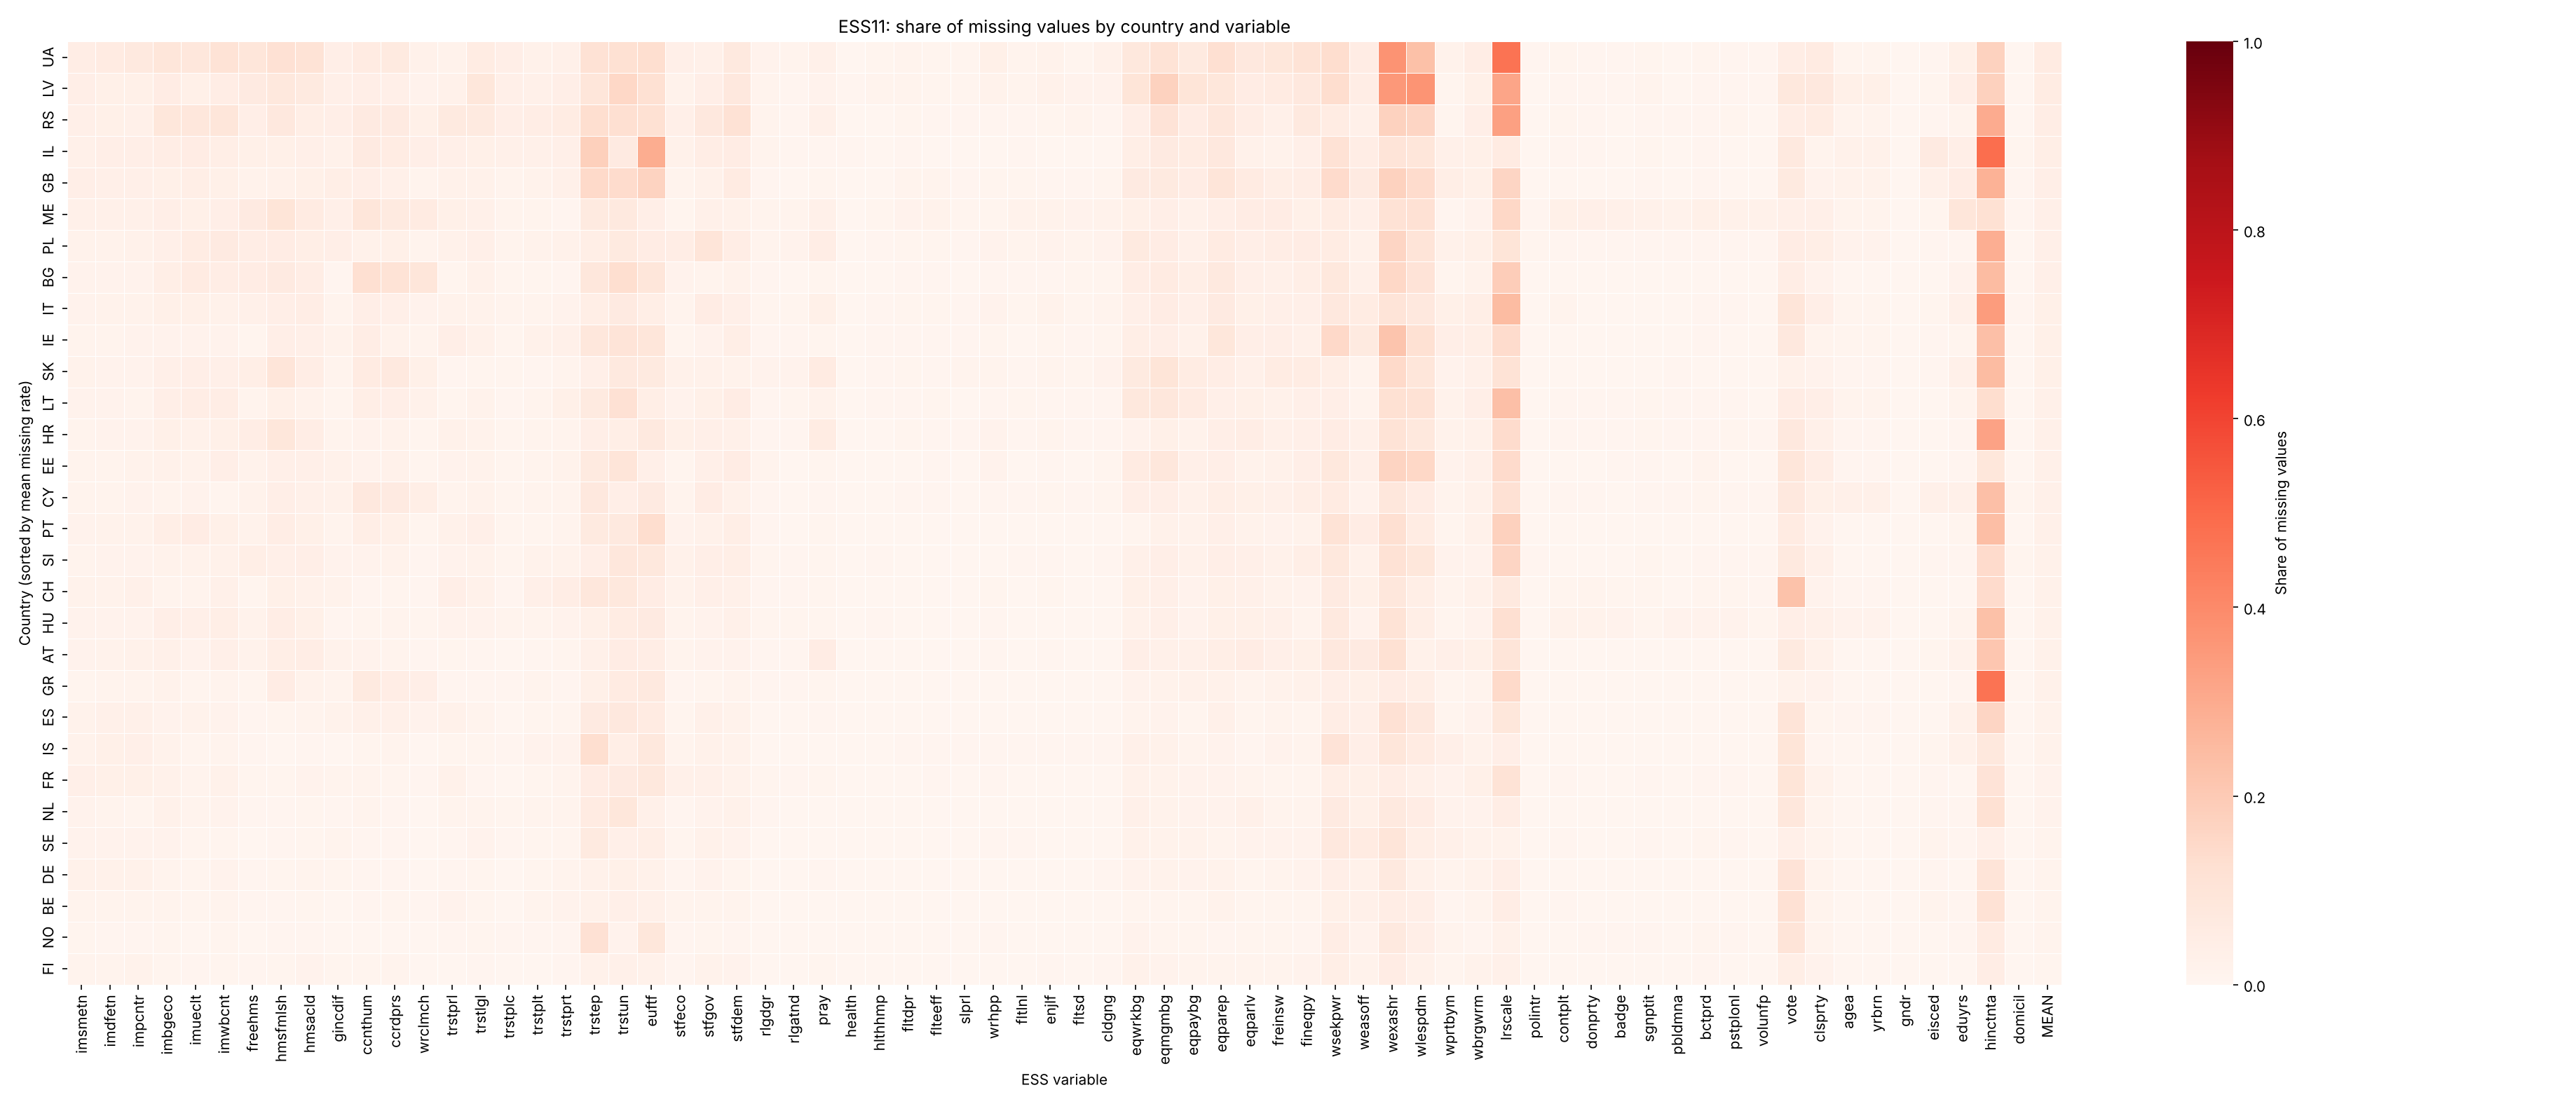 ESS11: share of missing values by country and variable
Country (sorted by mean missing rate)
UA
LV
RS
IL
GB
ME
PL
BG
IT
IE
SK
LT
HR
EE
CY
PT
SI
CH
HU
AT
GR
ES
IS
FR
NL
SE
DE
BE
NO
FI
imsmetn
imdfetn
impcntr
imbgeco
imueclt
imwbcnt
freehms
hmsfmlsh
hmsacld
gincdif
ccnthum
ccrdprs
wrclmch
trstprl
trstlgl
trstplc
trstplt
trstprt
trstep
trstun
euftf
stfeco
stfgov
stfdem
rlgdgr
rlgatnd
pray
health
hlthhmp
fltdpr
flteeff
slprl
wrhpp
fltlnl
enjlf
fltsd
cldgng
eqwrkbg
eqmgmbg
eqpaybg
eqparep
eqparlv
freinsw
fineqpy
wsekpwr
weasoff
wexashr
wlespdm
wprtbym
wbrgwrm
lrscale
polintr
contplt
donprty
badge
sgnptit
pbldmna
bctprd
pstplonl
volunfp
vote
clsprty
agea
yrbrn
gndr
eisced
eduyrs
hinctnta
domicil
MEAN
ESS variable
1.0
0.8
0.6
0.4
0.2
0.0
Share of missing values